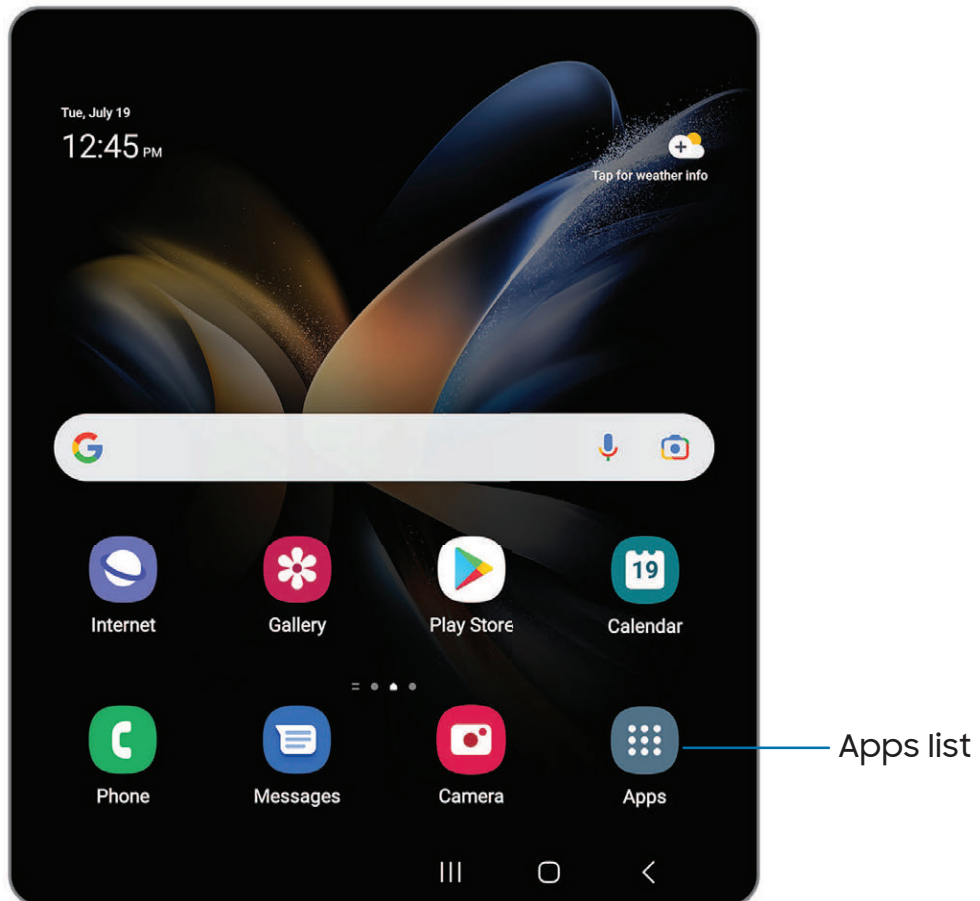 Tue, July 19
12:45 PM
Tap for weather info
G
19
Internet
Gallery
Play Store
Calendar
Phone
Messages
Camera
Apps
Apps list